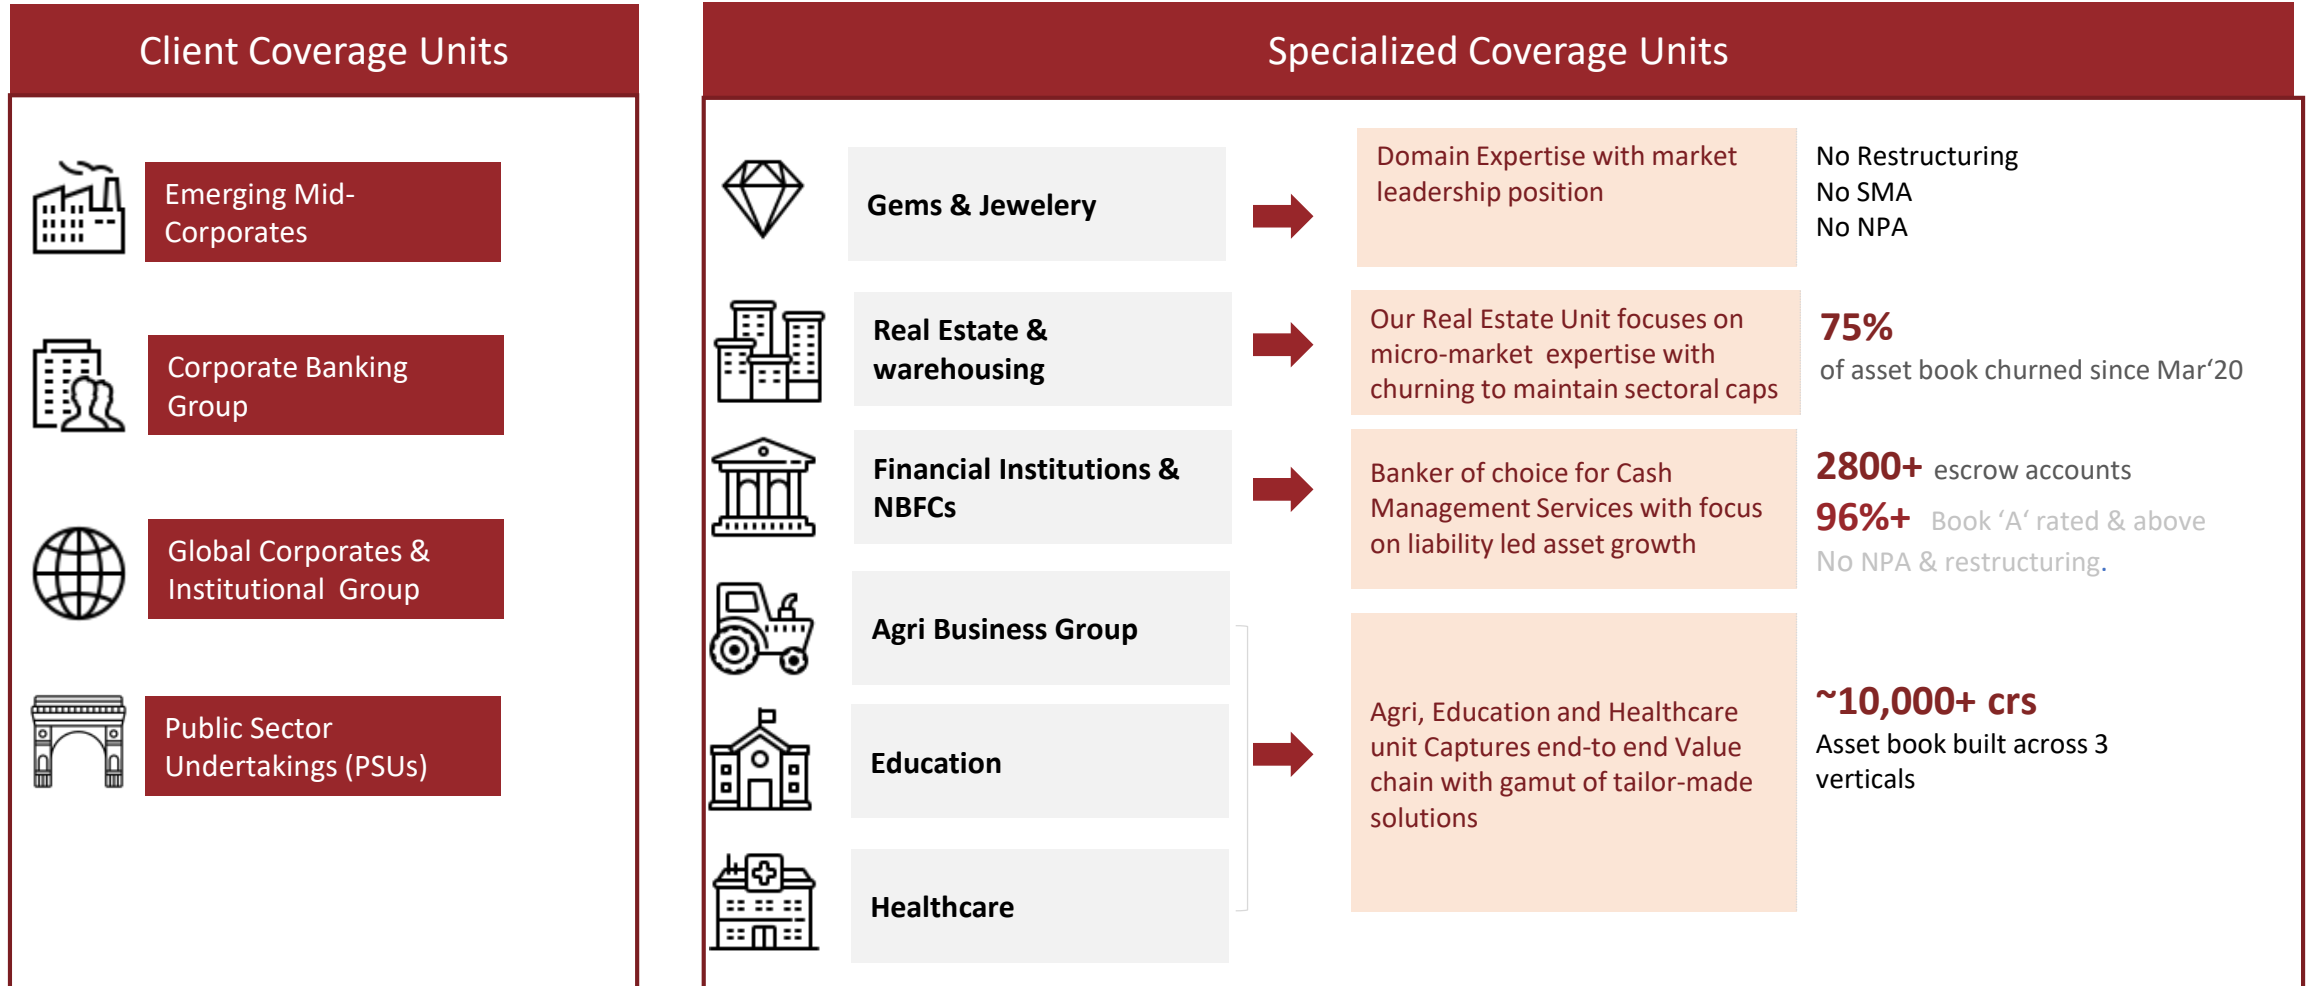 Client Coverage Units
Emerging Mid-
Corporates
Corporate Banking
Group
Global Corporates &
Institutional  Group
Public Sector
Undertakings (PSUs)
Specialized Coverage Units
Gems & Jewelery
Domain Expertise with market
leadership position
No Restructuring
No SMA
No NPA
Real Estate &
warehousing
Our Real Estate Unit focuses on
micro-market  expertise with
churning to maintain sectoral caps
75%
of asset book churned since Mar‘20
Financial Institutions &
NBFCs
Banker of choice for Cash
Management Services with focus
on liability led asset growth
2800+ escrow accounts
96%+ Book ‘A‘ rated & above
No NPA & restructuring.
Agri Business Group
Education
Healthcare
Agri, Education and Healthcare
unit Captures end-to end Value
chain with gamut of tailor-made
solutions
~10,000+ crs
Asset book built across 3
verticals